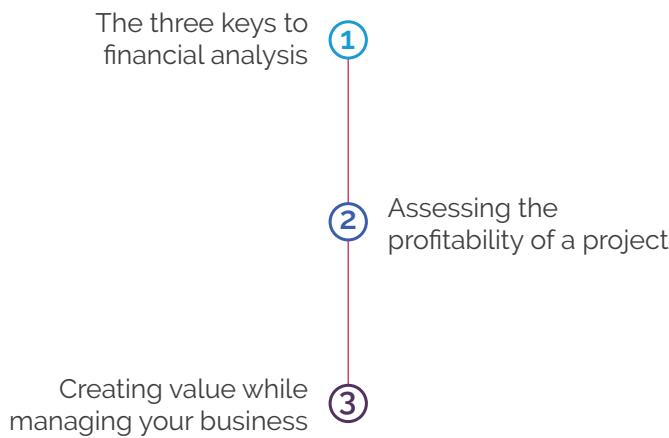 The three keys to
financial analysis
1
2
Assessing the
profitability of a project
Creating value while
managing your business
3